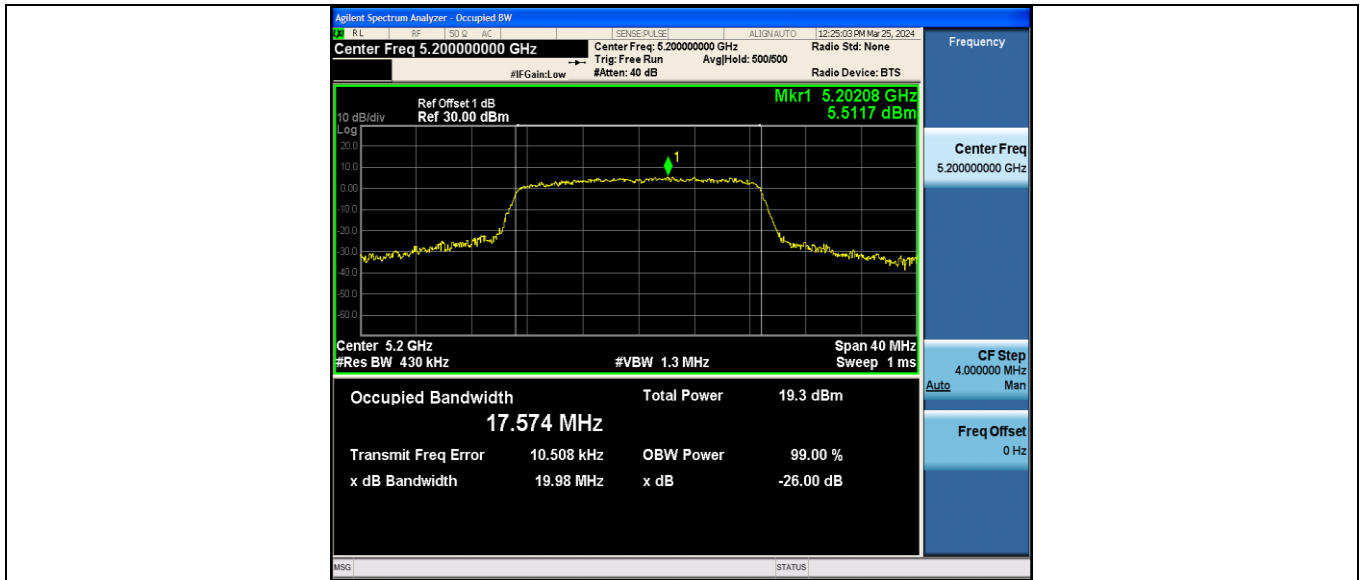 Agilent Spectrum Analyzer - Occupied BW
RL RF 50 Ω AC SENSE:PULSE ALIGN AUTO 12:25:03 PM Mar 25, 2024
Center Freq 5.200000000 GHz
Center Freq: 5.200000000 GHz
Radio Std: None
Trig: Free Run Avg|Hold: 500/500
#IFGain:Low #Atten: 40 dB Radio Device: BTS
Mkr1 5.20208 GHz
5.5117 dBm
Ref Offset 1 dB
10 dB/div Ref 30.00 dBm
Log
20.0
10.0
0.00
-10.0
-20.0
-30.0
-40.0
-50.0
-60.0
1
Center 5.2 GHz Span 40 MHz
#Res BW 430 kHz #VBW 1.3 MHz Sweep 1 ms
Occupied Bandwidth Total Power 19.3 dBm
17.574 MHz
Transmit Freq Error 10.508 kHz OBW Power 99.00 %
x dB Bandwidth 19.98 MHz x dB -26.00 dB
MSG STATUS
Frequency
Center Freq
5.200000000 GHz
CF Step
4.000000 MHz
Auto Man
Freq Offset
0 Hz